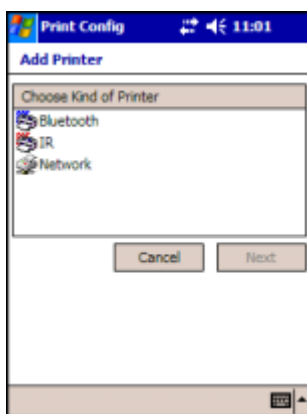 Print Config 11:01
Add Printer
Choose Kind of Printer
Bluetooth
IR
Network
Cancel Next